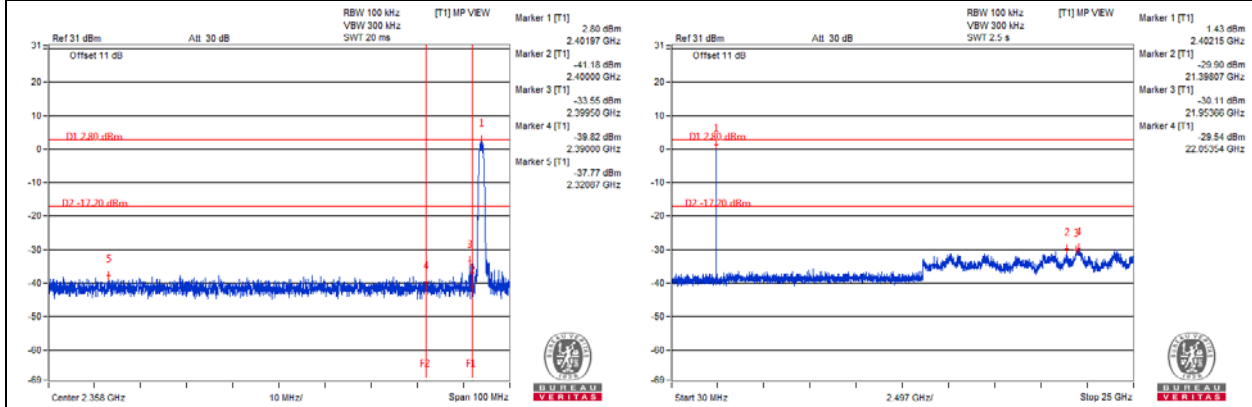 RBW 100 kHz [T1] MP VIEW
VBW 300 kHz
Ref 31 dBm Att 30 dB SWT 20 ms
Marker 1 [T1]
2.80 dBm
2.40197 GHz
Marker 2 [T1]
-41.18 dBm
2.40000 GHz
Marker 3 [T1]
-33.55 dBm
2.39950 GHz
Marker 4 [T1]
-39.82 dBm
2.39000 GHz
Marker 5 [T1]
-37.77 dBm
2.32087 GHz
31
Offset 11 dB
20
10
1
D1 2.80 dBm
0
-10
D2 -17.20 dBm
-20
-30
3
5
4
-40
-50
-60
F2
F1
-69
Center 2.358 GHz 10 MHz/ Span 100 MHz
BUREAU VERITAS
1828
BUREAU
VERITAS
RBW 100 kHz [T1] MP VIEW
VBW 300 kHz
Ref 31 dBm Att 30 dB SWT 2.5 s
Marker 1 [T1]
1.43 dBm
2.40215 GHz
Marker 2 [T1]
-29.90 dBm
21.39807 GHz
Marker 3 [T1]
-30.11 dBm
21.95366 GHz
Marker 4 [T1]
-29.54 dBm
22.05354 GHz
31
Offset 11 dB
20
10
1
D1 2.80 dBm
0
-10
D2 -17.20 dBm
-20
2 3 4
-30
-40
-50
-60
-69
Start 30 MHz 2.497 GHz/ Stop 25 GHz
BUREAU VERITAS
1828
BUREAU
VERITAS